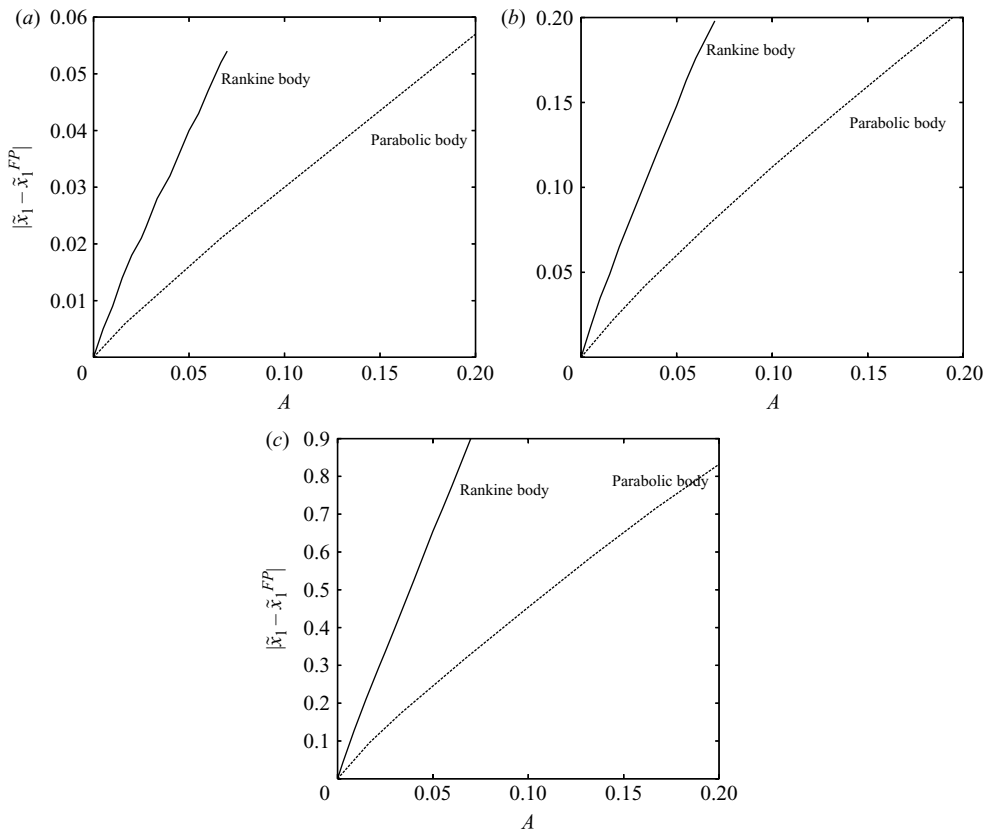 (a)
0.06
0.05
0.04
0.03
0.02
0.01
0
0.05
0.10
0.15
0.20
|x̃₁ − x̃₁ᶠᴾ|
A
Rankine body
Parabolic body
(b)
0.20
0.15
0.10
0.05
0
0.05
0.10
0.15
0.20
A
Rankine body
Parabolic body
(c)
0.9
0.8
0.7
0.6
0.5
0.4
0.3
0.2
0.1
0
0.05
0.10
0.15
0.20
|x̃₁ − x̃₁ᶠᴾ|
A
Rankine body
Parabolic body